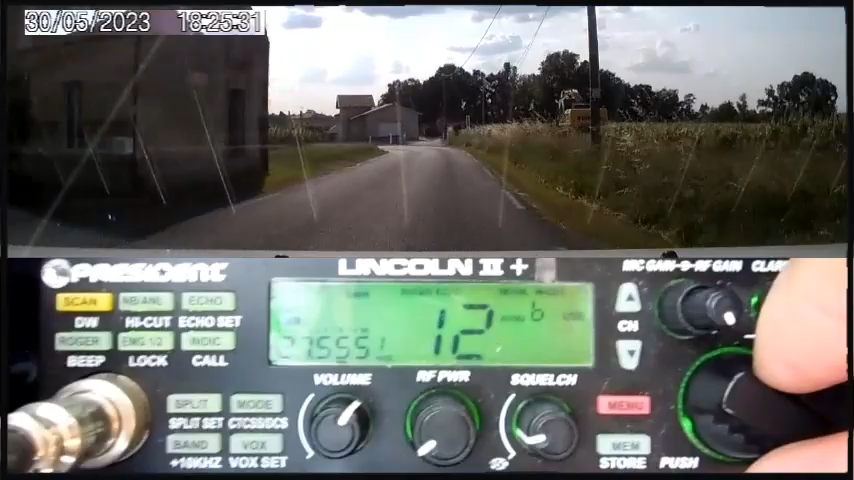 30/05/2023 18:25:31
PRESIDENT LINCOLN II + MIC GAIN-O-RF GAIN
SCAN NB/ANL ECHO
DW HI-CUT ECHO SET
ROGER EMG 1/2 INDIC
BEEP LOCK CALL
12 b
27.555
CH
VOLUME RF PWR SQUELCH
SPLIT MODE
SPLIT SET CTCSS/DCS
BAND VOX
+10KHZ VOX SET
MENU
MEM
STORE PUSH